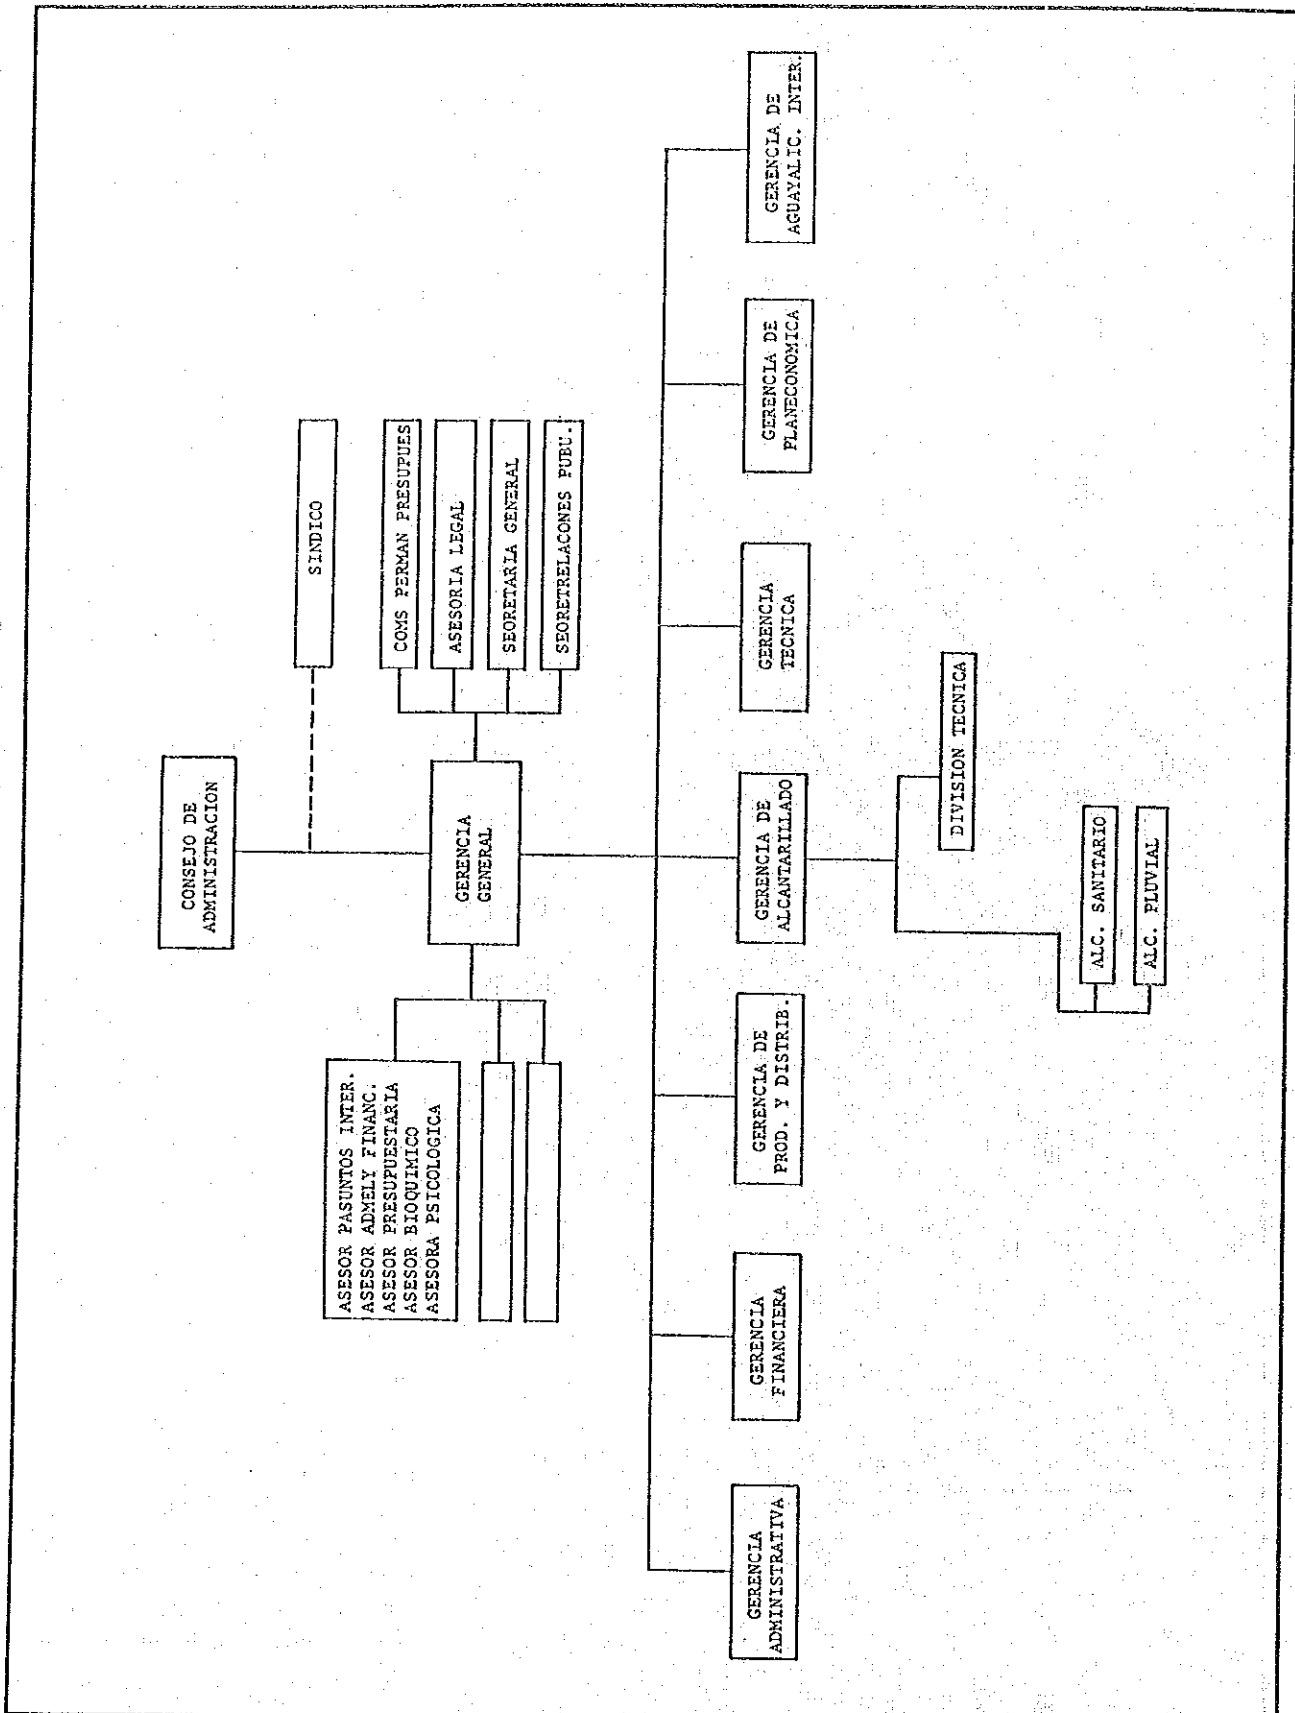 CONSEJO DE
ADMINISTRACION
SINDICO
GERENCIA
GENERAL
ASESOR PASUNTOS INTER.
ASESOR ADMELY FINANC.
ASESOR PRESUPUESTARIA
ASESOR BIOQUIMICO
ASESORA PSICOLOGICA
COMS PERMAN PRESUPUES
ASESORIA LEGAL
SEORETARIA GENERAL
SEORETRELACONES PUBU.
GERENCIA
ADMINISTRATIVA
GERENCIA
FINANCIERA
GERENCIA DE
PROD. Y DISTRIB.
GERENCIA DE
ALCANTARILLADO
GERENCIA
TECNICA
GERENCIA DE
PLANECONOMICA
GERENCIA DE
AGUAYALIC. INTER.
DIVISION TECNICA
ALC. SANITARIO
ALC. PLUVIAL